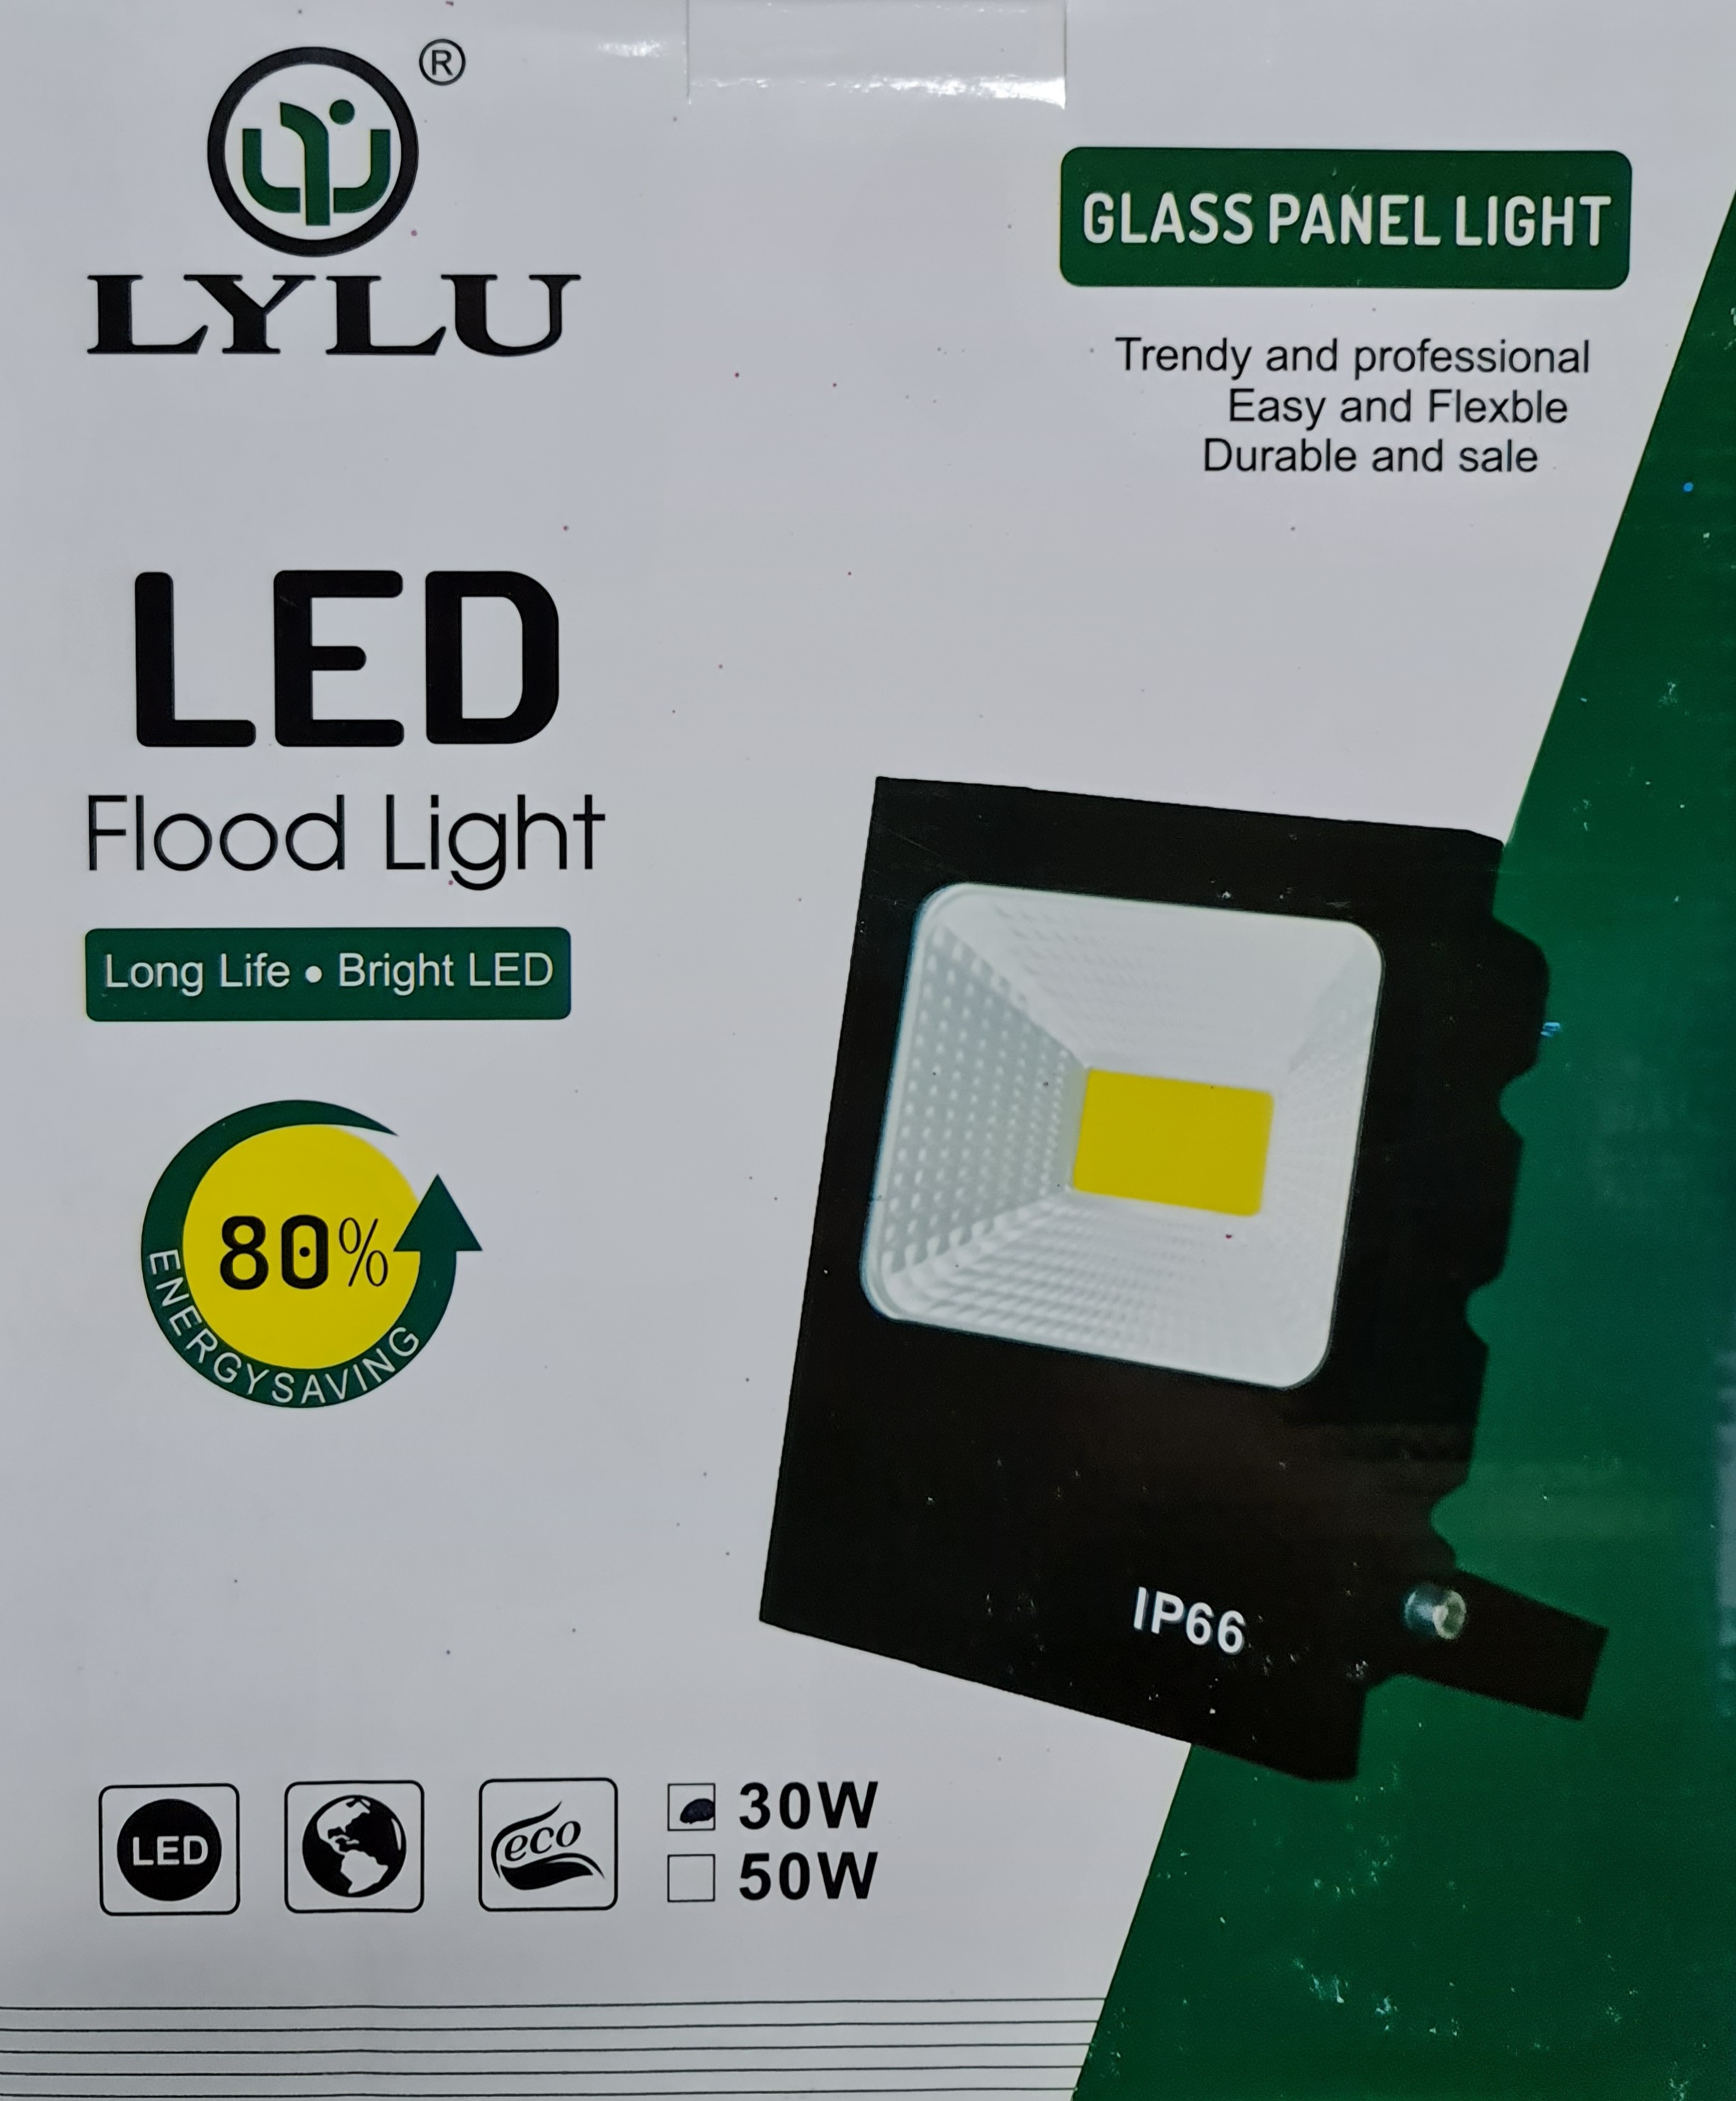 ®
LYLU
GLASS PANEL LIGHT
Trendy and professional
Easy and Flexble
Durable and sale
LED
Flood Light
Long Life • Bright LED
80%
ENERGYSAVING
IP66
LED
eco
30W
50W